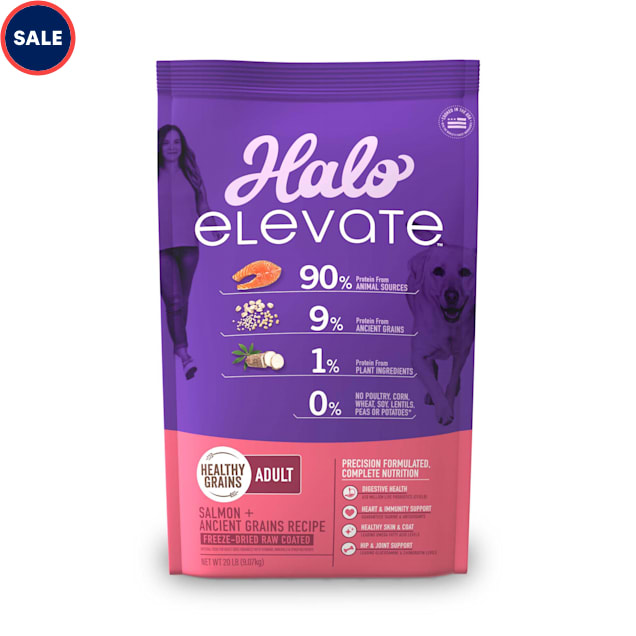 SALE
Halo
eLevaTe™
90% Protein From
ANIMAL SOURCES
9% Protein From
ANCIENT GRAINS
1% Protein From
PLANT INGREDIENTS
0% NO POULTRY, CORN,
WHEAT, SOY, LENTILS,
PEAS OR POTATOES*
HEALTHY
GRAINS
ADULT
SALMON +
ANCIENT GRAINS RECIPE
FREEZE-DRIED RAW COATED
NET WT 20 LB (9.07kg)
PRECISION FORMULATED,
COMPLETE NUTRITION
DIGESTIVE HEALTH
HEART & IMMUNITY SUPPORT
HEALTHY SKIN & COAT
HIP & JOINT SUPPORT